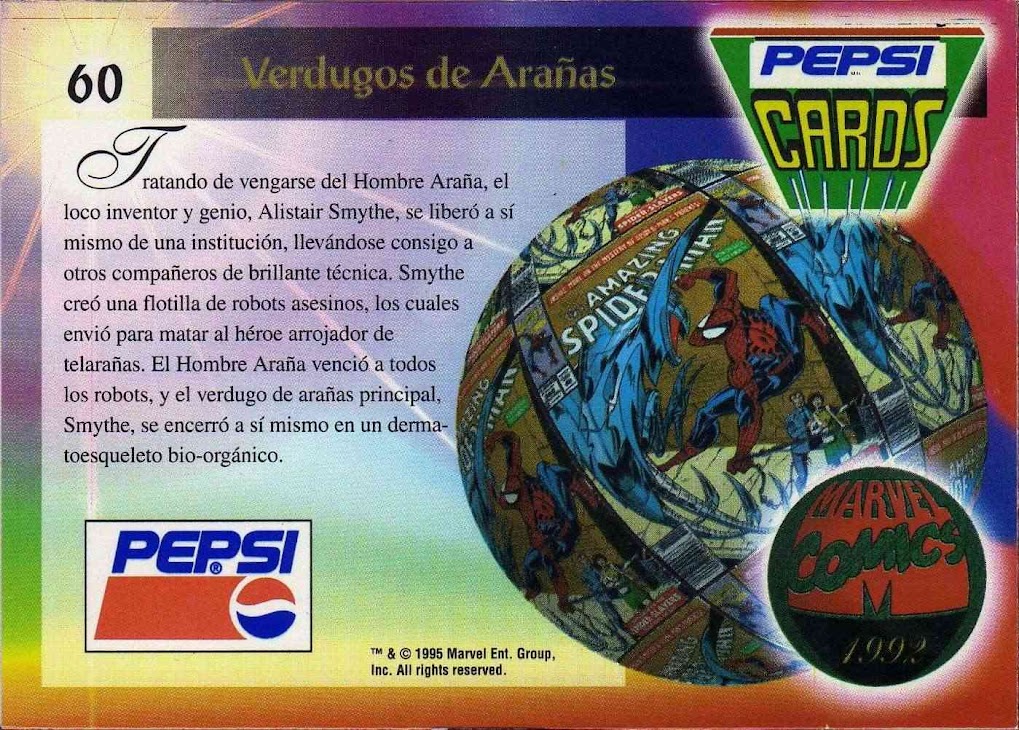 60
Verdugos de Arañas
PEPSI
CARDS
Tratando de vengarse del Hombre Araña, el
loco inventor y genio, Alistair Smythe, se liberó a sí
mismo de una institución, llevándose consigo a
otros compañeros de brillante técnica. Smythe
creó una flotilla de robots asesinos, los cuales
envió para matar al héroe arrojador de
telarañas. El Hombre Araña venció a todos
los robots, y el verdugo de arañas principal,
Smythe, se encerró a sí mismo en un derma-
toesqueleto bio-orgánico.
SPIDER-SLAYERS
AMAZING
SPIDER-MAN
PEPSI®
MARVEL
COMICS
M
1992
™ & © 1995 Marvel Ent. Group,
Inc. All rights reserved.